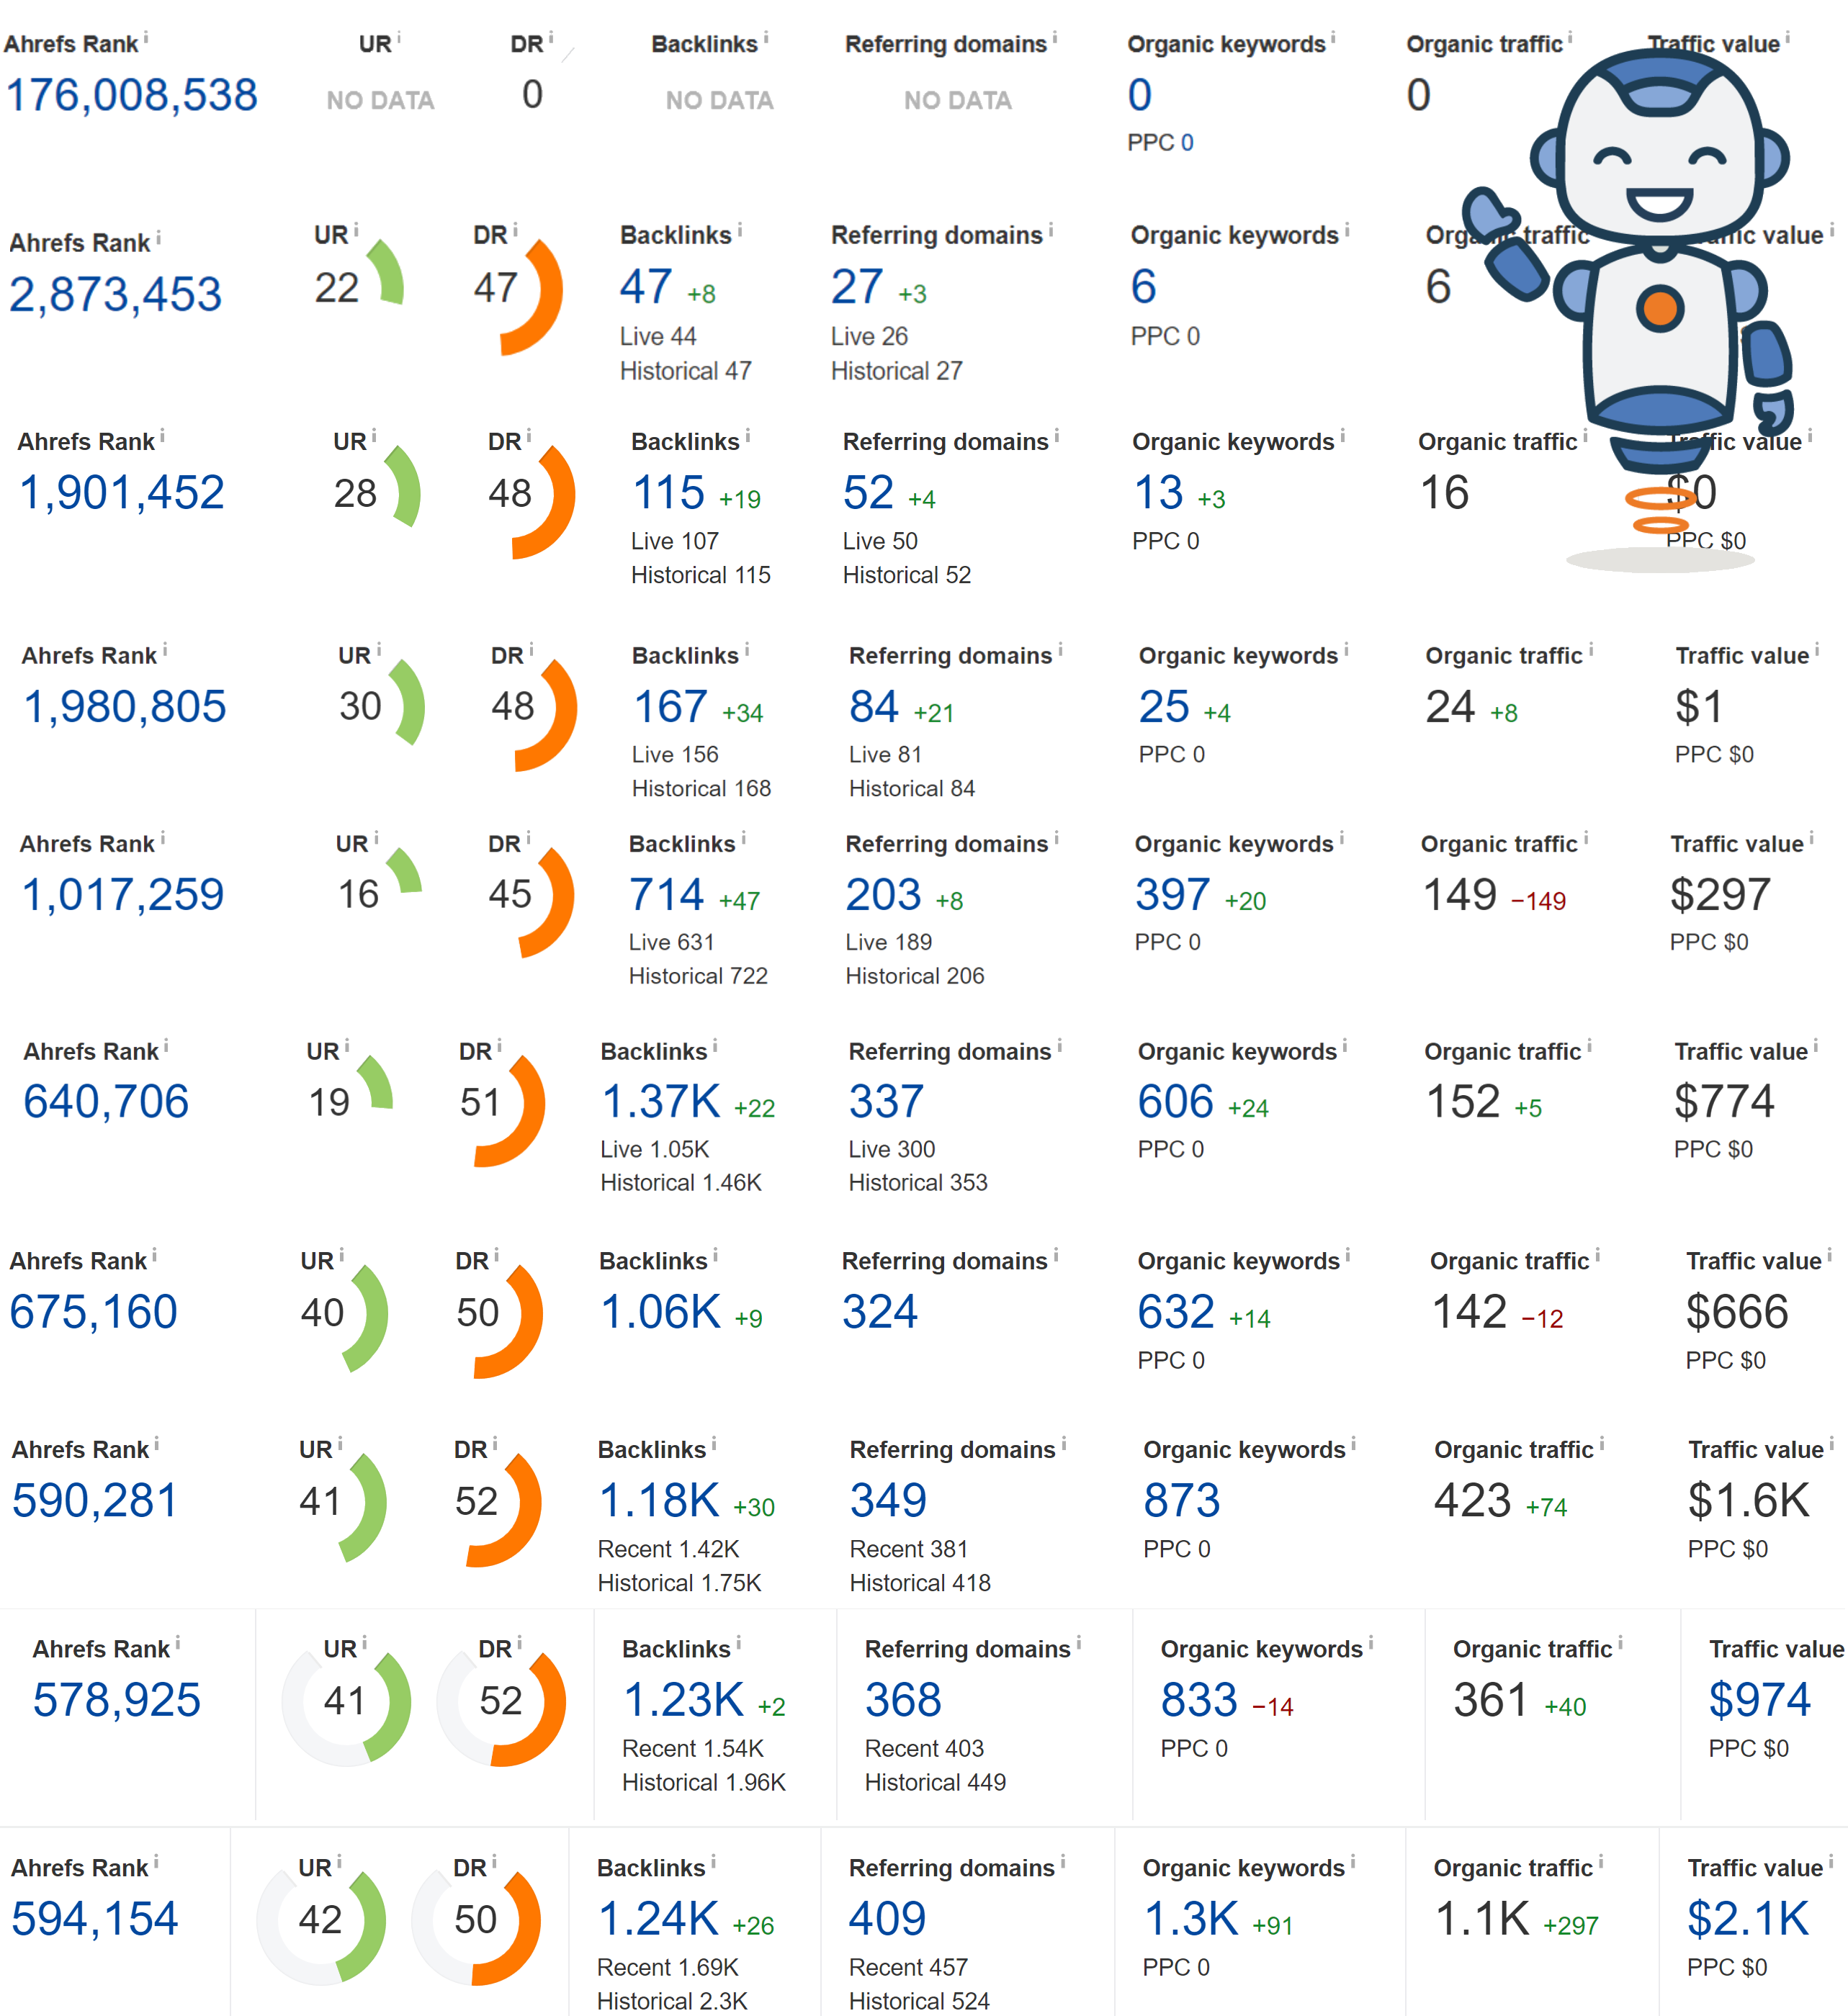 Ahrefs Rank UR DR Backlinks Referring domains Organic keywords Organic traffic Traffic value
176,008,538 NO DATA 0 NO DATA NO DATA 0 0
PPC 0
Ahrefs Rank UR DR Backlinks Referring domains Organic keywords Organic traffic Traffic value
2,873,453 22 47 47 +8 27 +3 6 6
Live 44 Live 26 PPC 0
Historical 47 Historical 27
Ahrefs Rank UR DR Backlinks Referring domains Organic keywords Organic traffic Traffic value
1,901,452 28 48 115 +19 52 +4 13 +3 16 $0
Live 107 Live 50 PPC 0 PPC $0
Historical 115 Historical 52
Ahrefs Rank UR DR Backlinks Referring domains Organic keywords Organic traffic Traffic value
1,980,805 30 48 167 +34 84 +21 25 +4 24 +8 $1
Live 156 Live 81 PPC 0 PPC $0
Historical 168 Historical 84
Ahrefs Rank UR DR Backlinks Referring domains Organic keywords Organic traffic Traffic value
1,017,259 16 45 714 +47 203 +8 397 +20 149 −149 $297
Live 631 Live 189 PPC 0 PPC $0
Historical 722 Historical 206
Ahrefs Rank UR DR Backlinks Referring domains Organic keywords Organic traffic Traffic value
640,706 19 51 1.37K +22 337 606 +24 152 +5 $774
Live 1.05K Live 300 PPC 0 PPC $0
Historical 1.46K Historical 353
Ahrefs Rank UR DR Backlinks Referring domains Organic keywords Organic traffic Traffic value
675,160 40 50 1.06K +9 324 632 +14 142 −12 $666
PPC 0 PPC $0
Ahrefs Rank UR DR Backlinks Referring domains Organic keywords Organic traffic Traffic value
590,281 41 52 1.18K +30 349 873 423 +74 $1.6K
Recent 1.42K Recent 381 PPC 0 PPC $0
Historical 1.75K Historical 418
Ahrefs Rank UR DR Backlinks Referring domains Organic keywords Organic traffic Traffic value
578,925 41 52 1.23K +2 368 833 −14 361 +40 $974
Recent 1.54K Recent 403 PPC 0 PPC $0
Historical 1.96K Historical 449
Ahrefs Rank UR DR Backlinks Referring domains Organic keywords Organic traffic Traffic value
594,154 42 50 1.24K +26 409 1.3K +91 1.1K +297 $2.1K
Recent 1.69K Recent 457 PPC 0 PPC $0
Historical 2.3K Historical 524